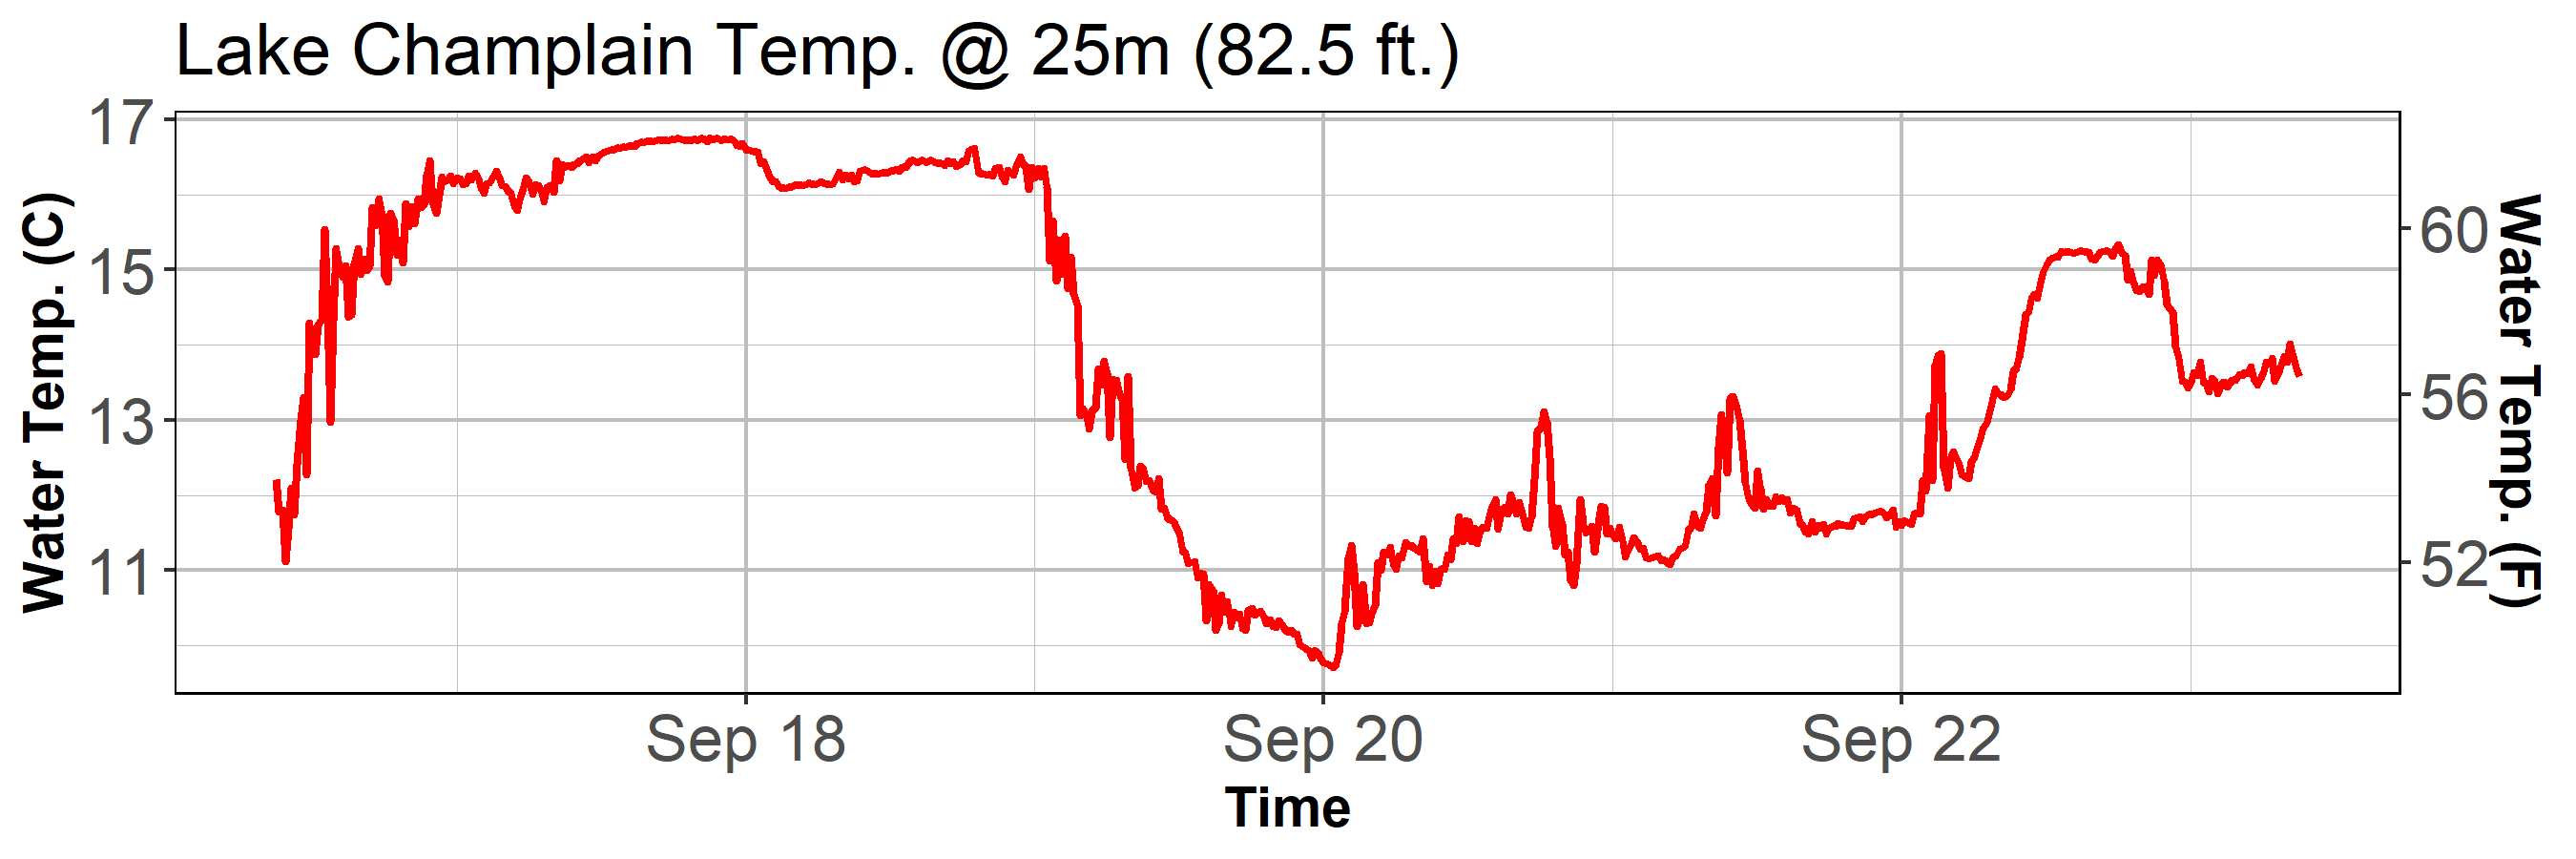 Lake Champlain Temp. @ 25m (82.5 ft.)
Water Temp. (C)
17
15
13
11
60
56
52
Water Temp. (F)
Sep 18 Sep 20 Sep 22
Time